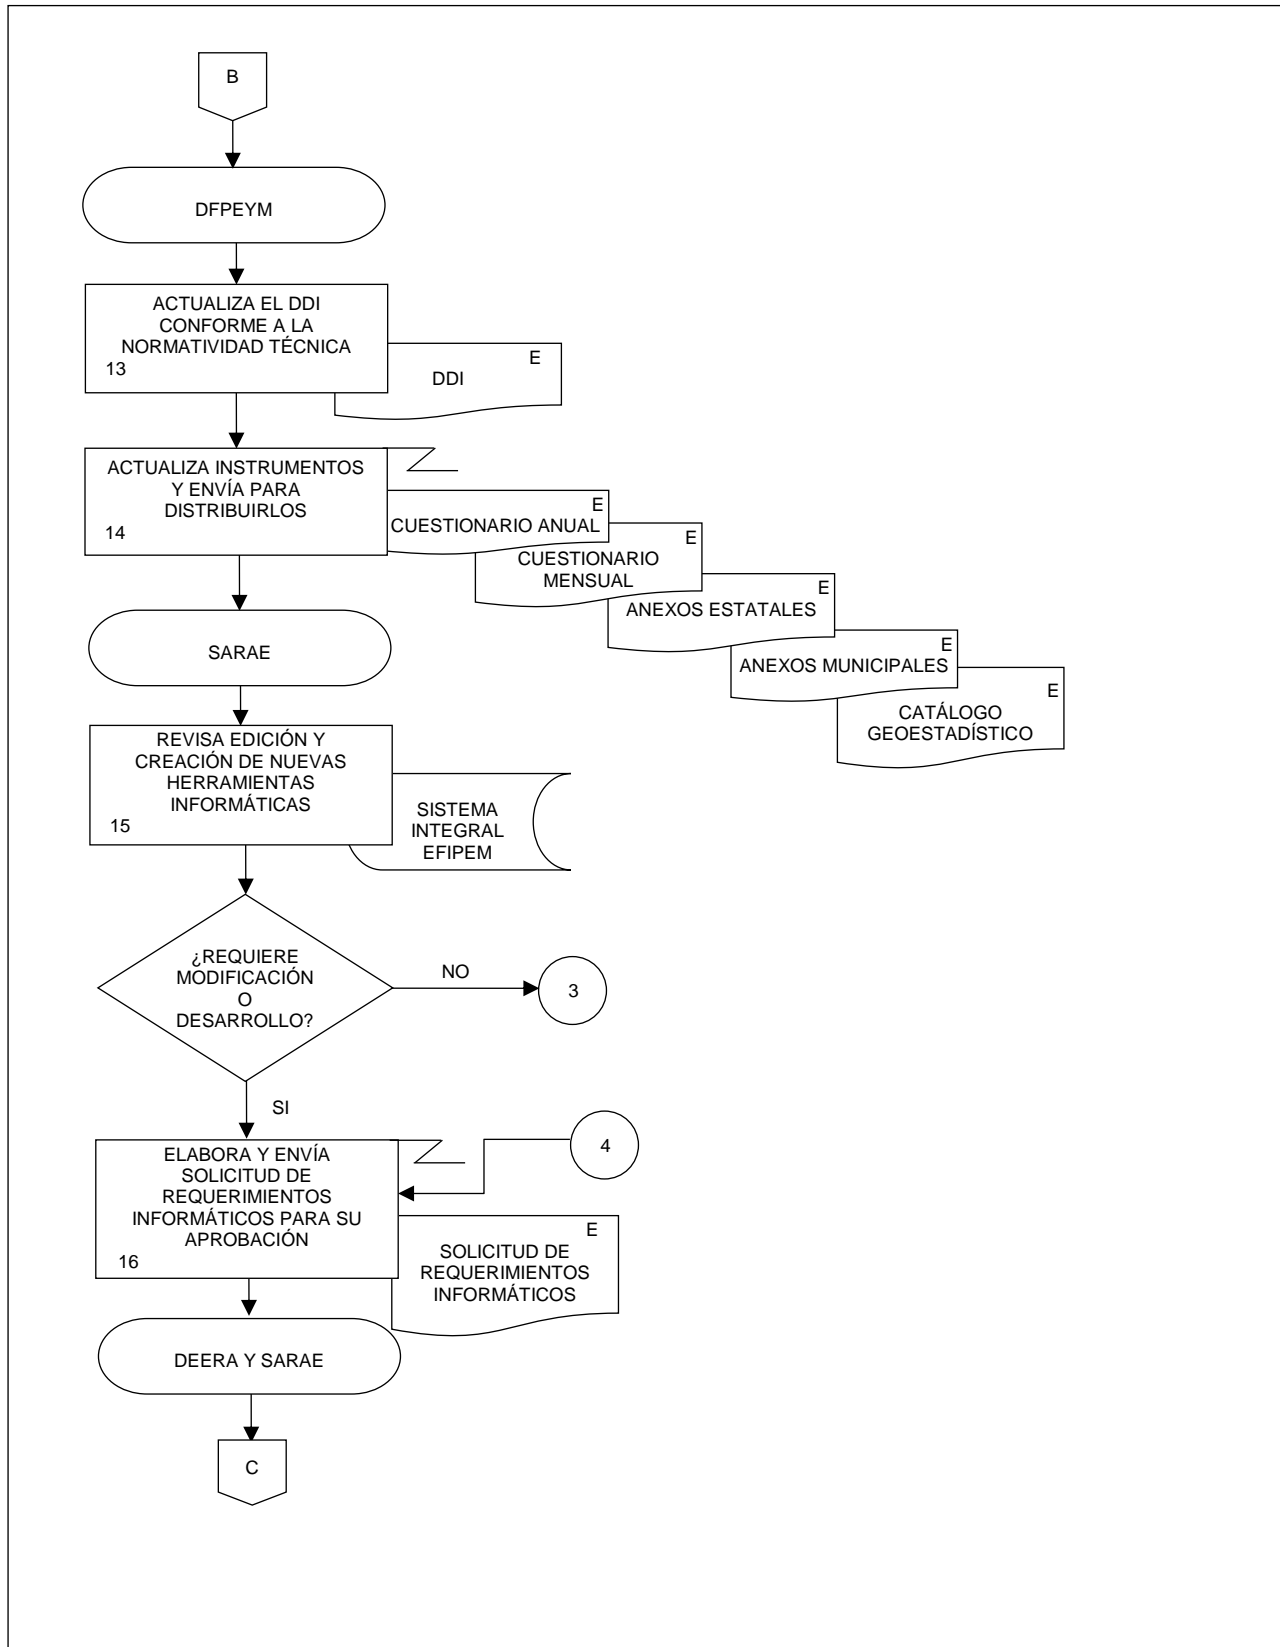 B
DFPEYM
ACTUALIZA EL DDI
CONFORME A LA
NORMATIVIDAD TÉCNICA
13
E
DDI
ACTUALIZA INSTRUMENTOS
Y ENVÍA PARA
DISTRIBUIRLOS
14
E
CUESTIONARIO ANUAL
E
CUESTIONARIO
MENSUAL
E
ANEXOS ESTATALES
E
ANEXOS MUNICIPALES
E
CATÁLOGO
GEOESTADÍSTICO
SARAE
REVISA EDICIÓN Y
CREACIÓN DE NUEVAS
HERRAMIENTAS
INFORMÁTICAS
15
SISTEMA
INTEGRAL
EFIPEM
¿REQUIERE
MODIFICACIÓN
O
DESARROLLO?
NO
3
SI
4
ELABORA Y ENVÍA
SOLICITUD DE
REQUERIMIENTOS
INFORMÁTICOS PARA SU
APROBACIÓN
16
E
SOLICITUD DE
REQUERIMIENTOS
INFORMÁTICOS
DEERA Y SARAE
C